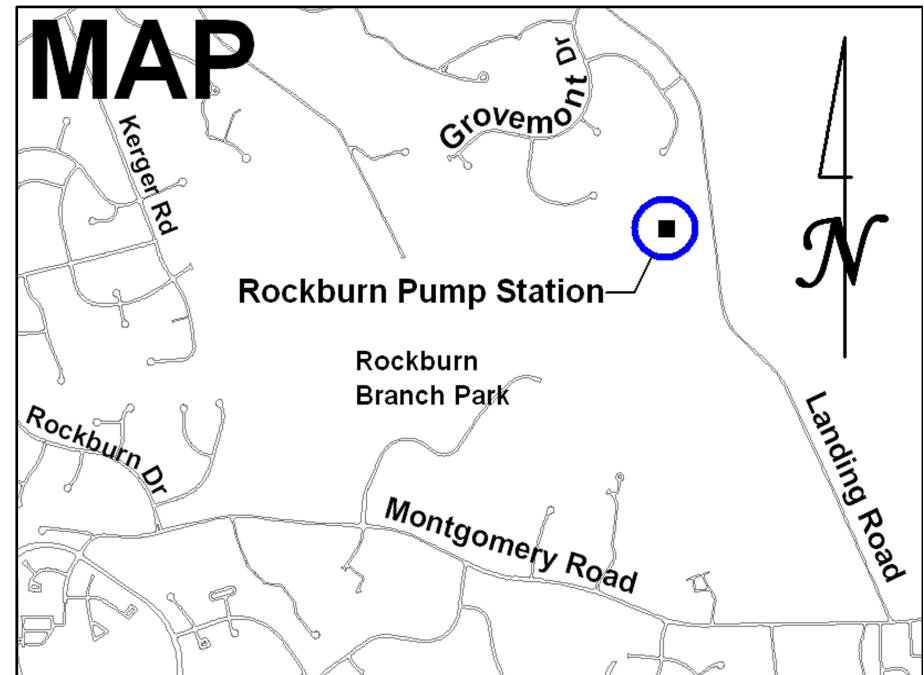 MAP
Grovemont Dr
Kerger Rd
N
Rockburn Pump Station
Rockburn
Branch Park
Landing Road
Rockburn Dr
Montgomery Road